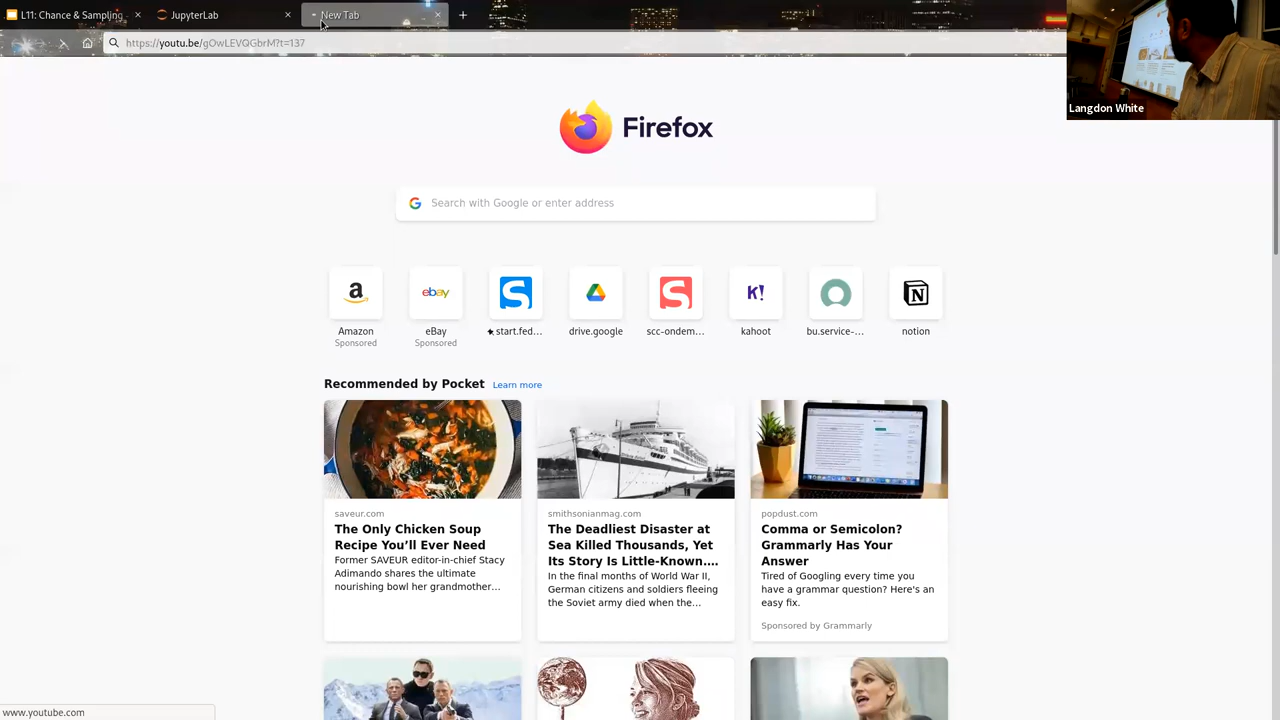 L11: Chance & Sampling -
JupyterLab
New Tab
https://youtu.be/gOwLEVQGbrM?t=137
Langdon White
Firefox
Search with Google or enter address
a
ebay
K!
N
Amazon
Sponsored
eBay
Sponsored
start.fed...
drive.google
scc-ondem...
kahoot
bu.service-...
notion
Recommended by Pocket
Learn more
saveur.com
The Only Chicken Soup
Recipe You’ll Ever Need
Former SAVEUR editor-in-chief Stacy
Adimando shares the ultimate
nourishing bowl her grandmother...
smithsonianmag.com
The Deadliest Disaster at
Sea Killed Thousands, Yet
Its Story Is Little-Known....
In the final months of World War II,
German citizens and soldiers fleeing
the Soviet army died when the...
popdust.com
Comma or Semicolon?
Grammarly Has Your
Answer
Tired of Googling every time you
have a grammar question? Here's an
easy fix.
Sponsored by Grammarly
www.youtube.com